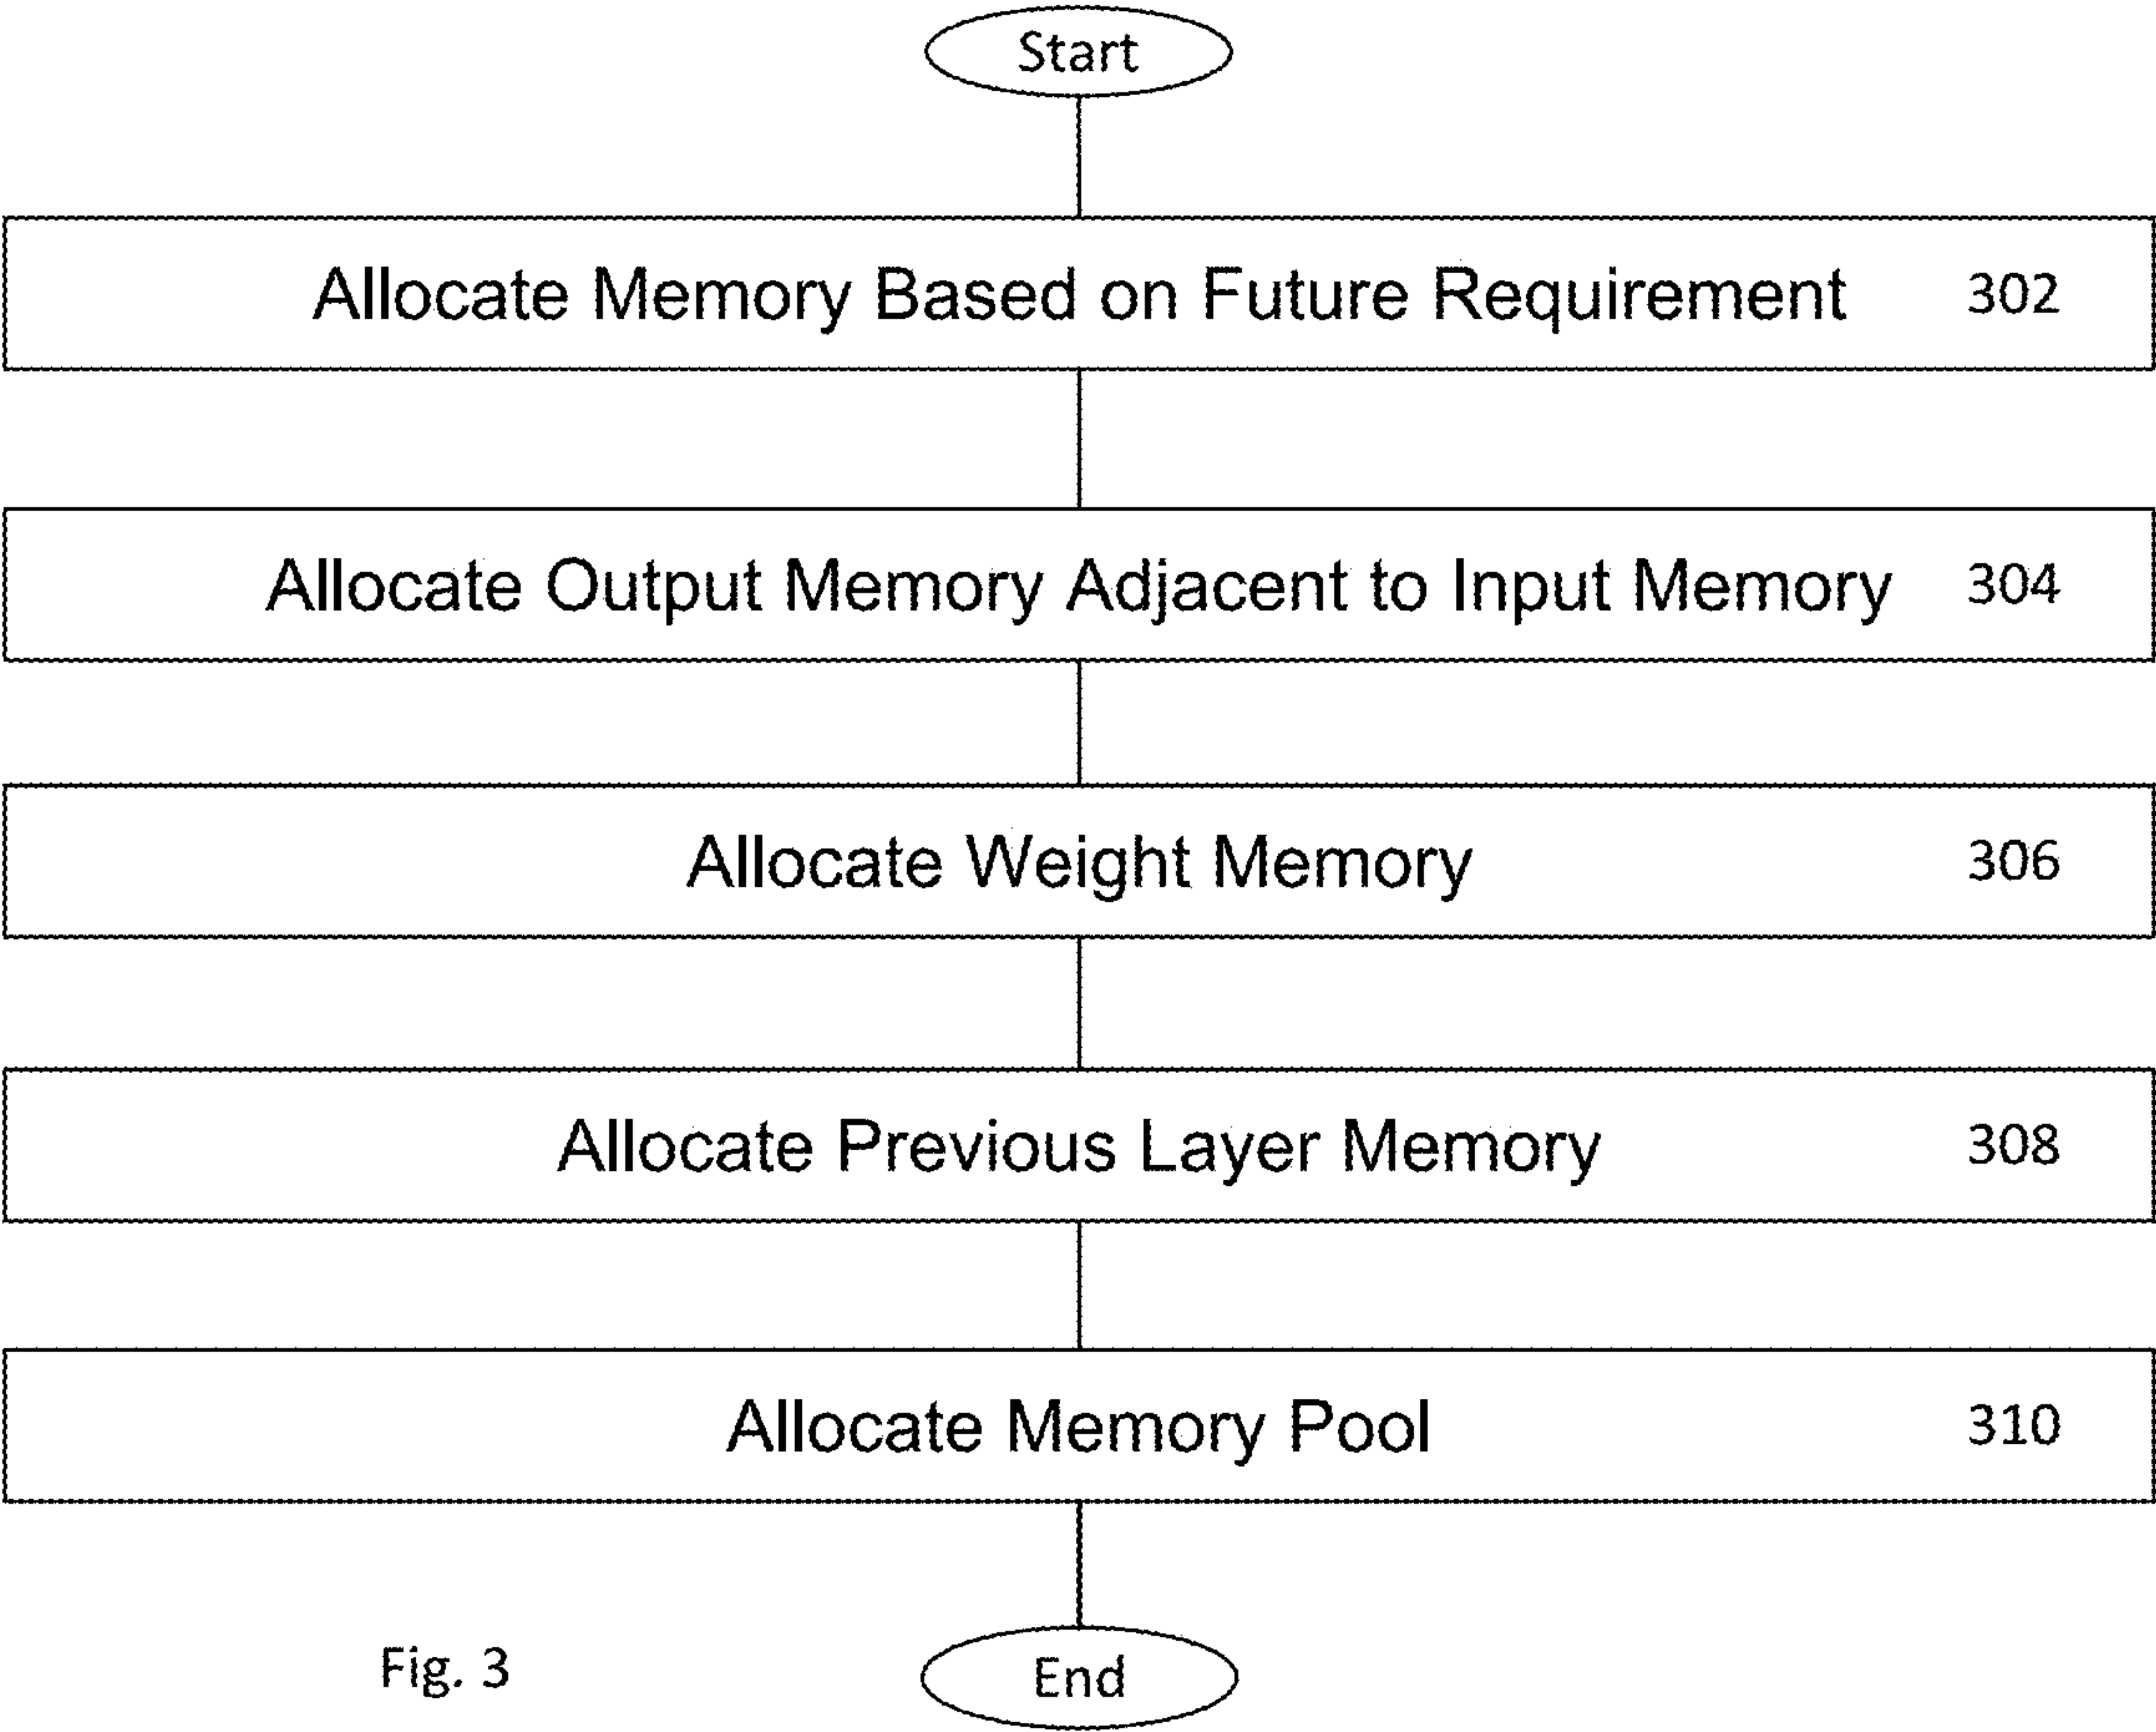 Start
Allocate Memory Based on Future Requirement 302
Allocate Output Memory Adjacent to Input Memory 304
Allocate Weight Memory 306
Allocate Previous Layer Memory 308
Allocate Memory Pool 310
Fig. 3
End